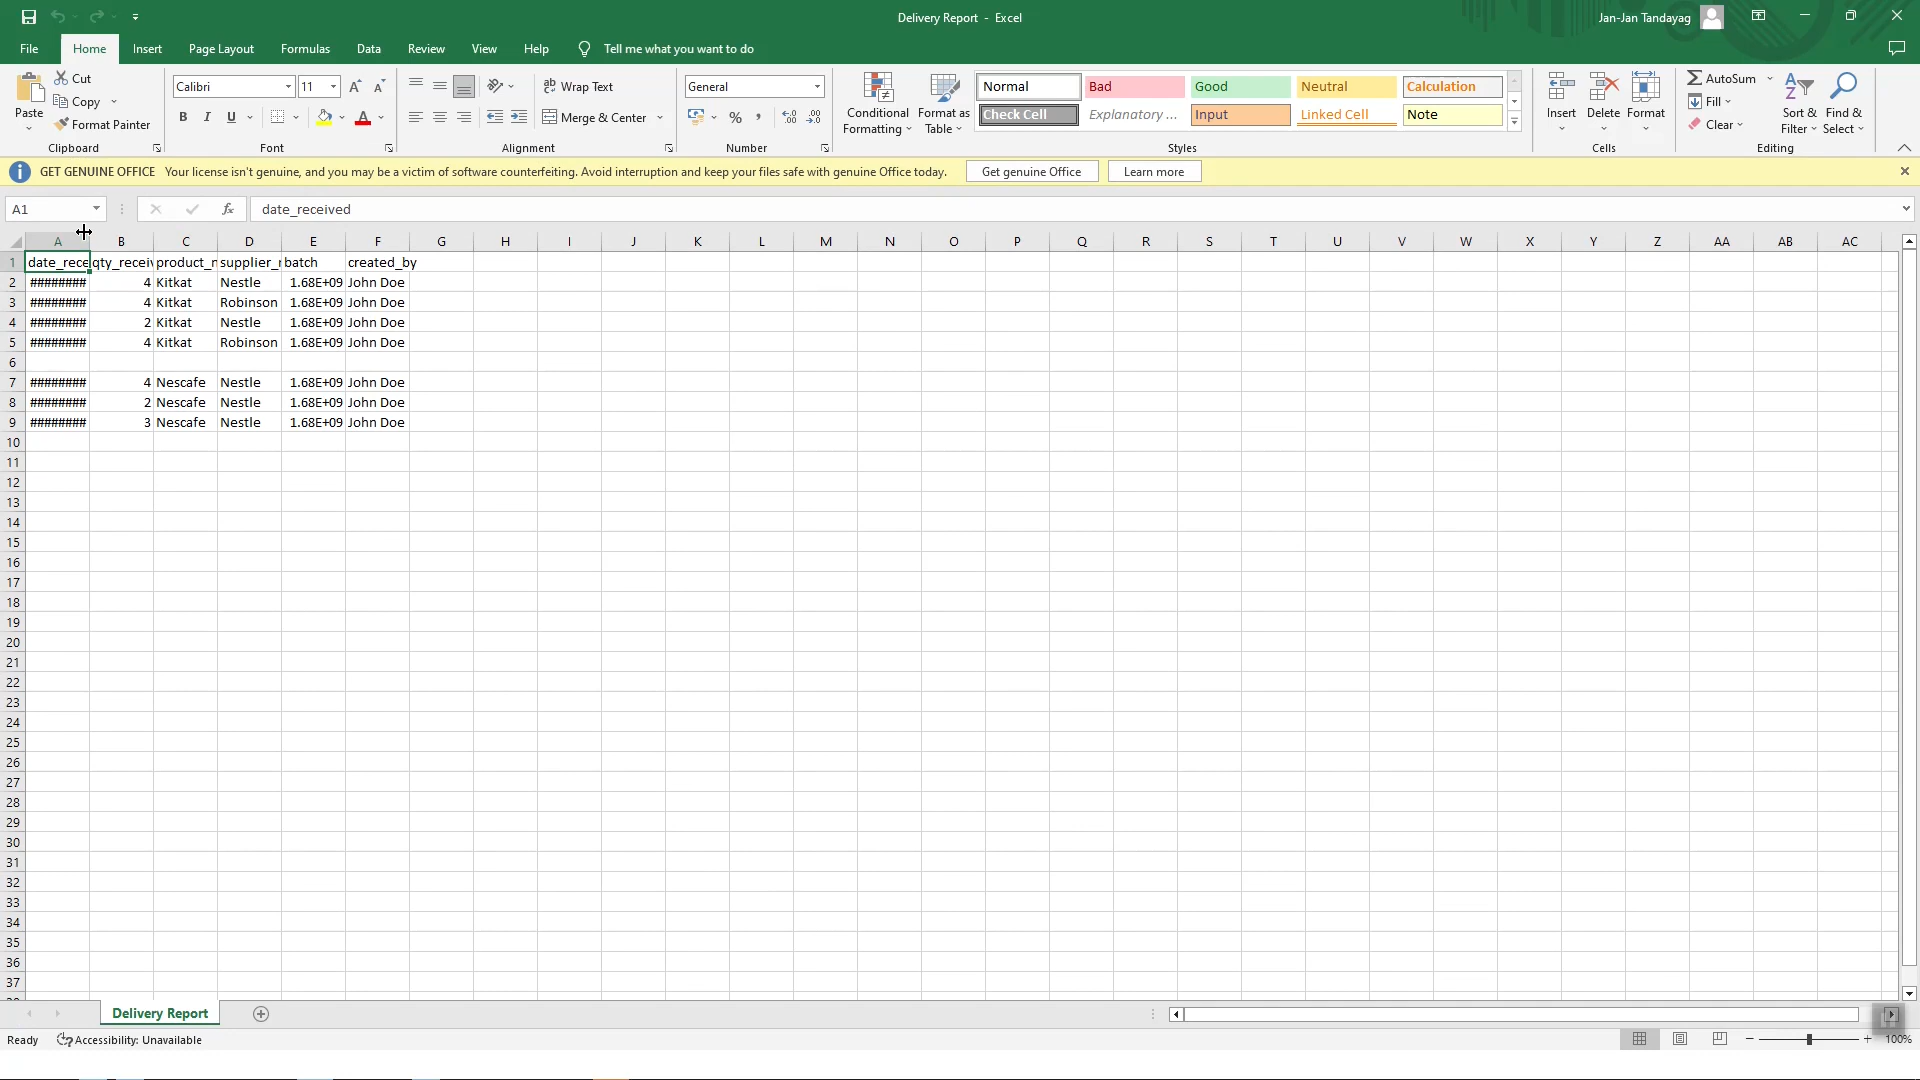 Delivery Report - Excel
Jan-Jan Tandayag
File Home Insert Page Layout Formulas Data Review View Help Tell me what you want to do
Paste
Cut
Copy
Format Painter
Clipboard
Calibri 11
B I U
Font
Wrap Text
Merge & Center
Alignment
General
Number
Conditional Formatting
Format as Table
Normal Bad Good Neutral Calculation
Check Cell Explanatory ... Input Linked Cell Note
Styles
Insert Delete Format
Cells
AutoSum
Fill
Clear
Sort & Filter
Find & Select
Editing
GET GENUINE OFFICE Your license isn't genuine, and you may be a victim of software counterfeiting. Avoid interruption and keep your files safe with genuine Office today. Get genuine Office Learn more
A1 fx date_received
A B C D E F G H I J K L M N O P Q R S T U V W X Y Z AA AB AC
1 date_rece qty_receiv product_n supplier_r batch created_by
2 ######## 4 Kitkat Nestle 1.68E+09 John Doe
3 ######## 4 Kitkat Robinson 1.68E+09 John Doe
4 ######## 2 Kitkat Nestle 1.68E+09 John Doe
5 ######## 4 Kitkat Robinson 1.68E+09 John Doe
6
7 ######## 4 Nescafe Nestle 1.68E+09 John Doe
8 ######## 2 Nescafe Nestle 1.68E+09 John Doe
9 ######## 3 Nescafe Nestle 1.68E+09 John Doe
10
11
12
13
14
15
16
17
18
19
20
21
22
23
24
25
26
27
28
29
30
31
32
33
34
35
36
37
Delivery Report
Ready Accessibility: Unavailable 100%